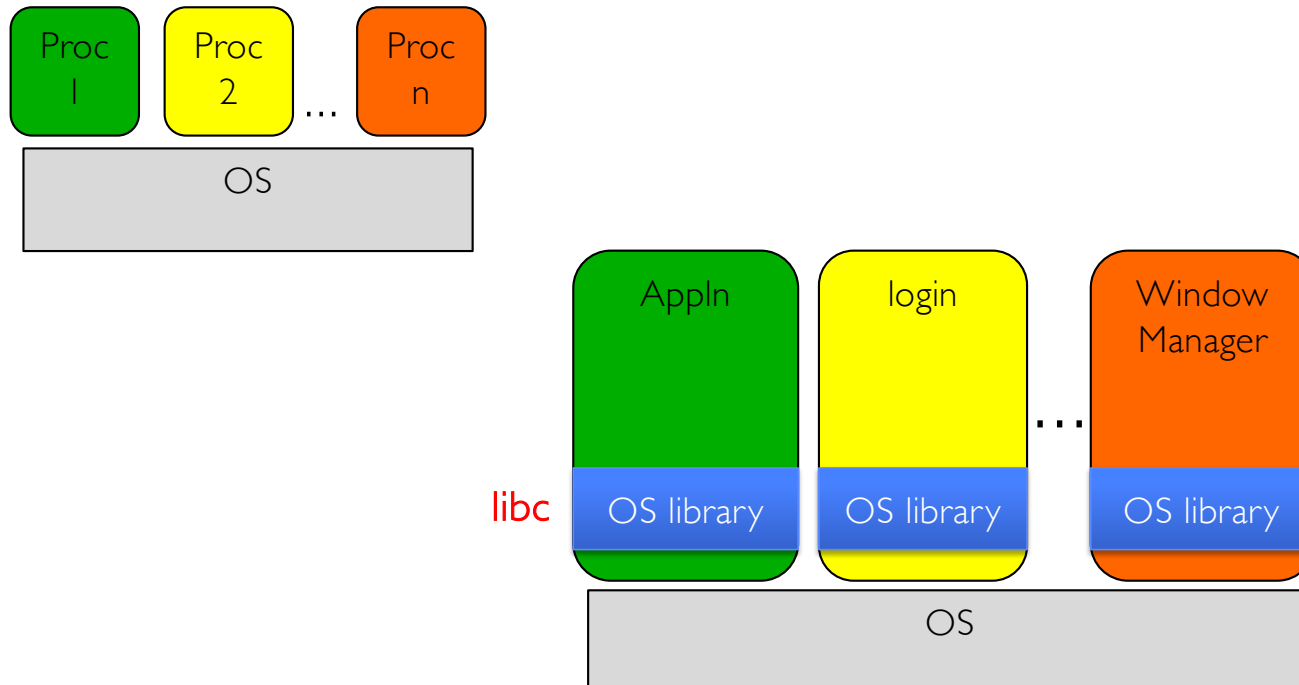 Proc
1
Proc
2
...
Proc
n
OS
Appln
login
...
Window
Manager
libc
OS library
OS library
OS library
OS